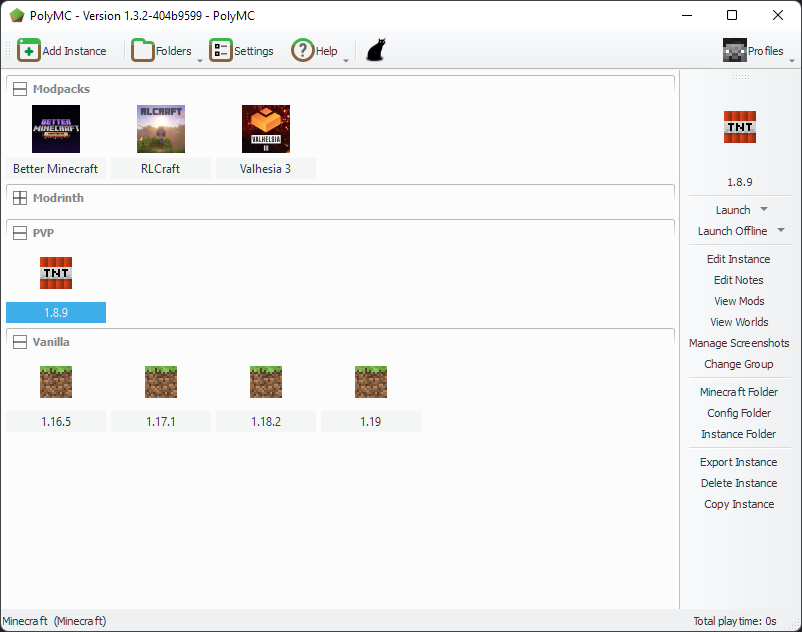 PolyMC - Version 1.3.2-404b9599 - PolyMC
Add Instance Folders Settings Help Profiles
Modpacks
BETTER MINECRAFT
RLCRAFT
VALHELSIA III
Better Minecraft RLCraft Valhesia 3
Modrinth
PVP
TNT
1.8.9
Vanilla
1.16.5 1.17.1 1.18.2 1.19
TNT
1.8.9
Launch
Launch Offline
Edit Instance
Edit Notes
View Mods
View Worlds
Manage Screenshots
Change Group
Minecraft Folder
Config Folder
Instance Folder
Export Instance
Delete Instance
Copy Instance
Minecraft (Minecraft) Total playtime: 0s